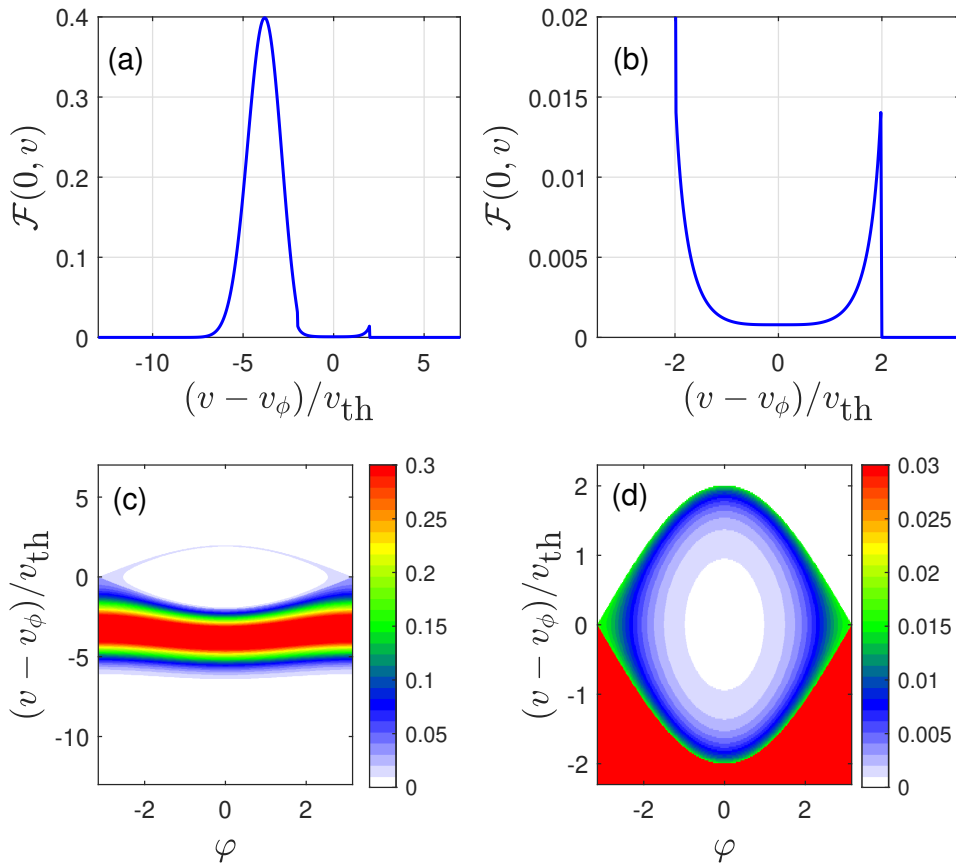 (a)
0.4
0.3
0.2
0.1
0
-10 -5 0 5
F(0, v)
(v − v_ϕ)/v_th
(b)
0.02
0.015
0.01
0.005
0
-2 0 2
F(0, v)
(v − v_ϕ)/v_th
(c)
5
0
-5
-10
-2 0 2
(v − v_ϕ)/v_th
φ
0.3
0.25
0.2
0.15
0.1
0.05
0
(d)
2
1
0
-1
-2
-2 0 2
(v − v_ϕ)/v_th
φ
0.03
0.025
0.02
0.015
0.01
0.005
0